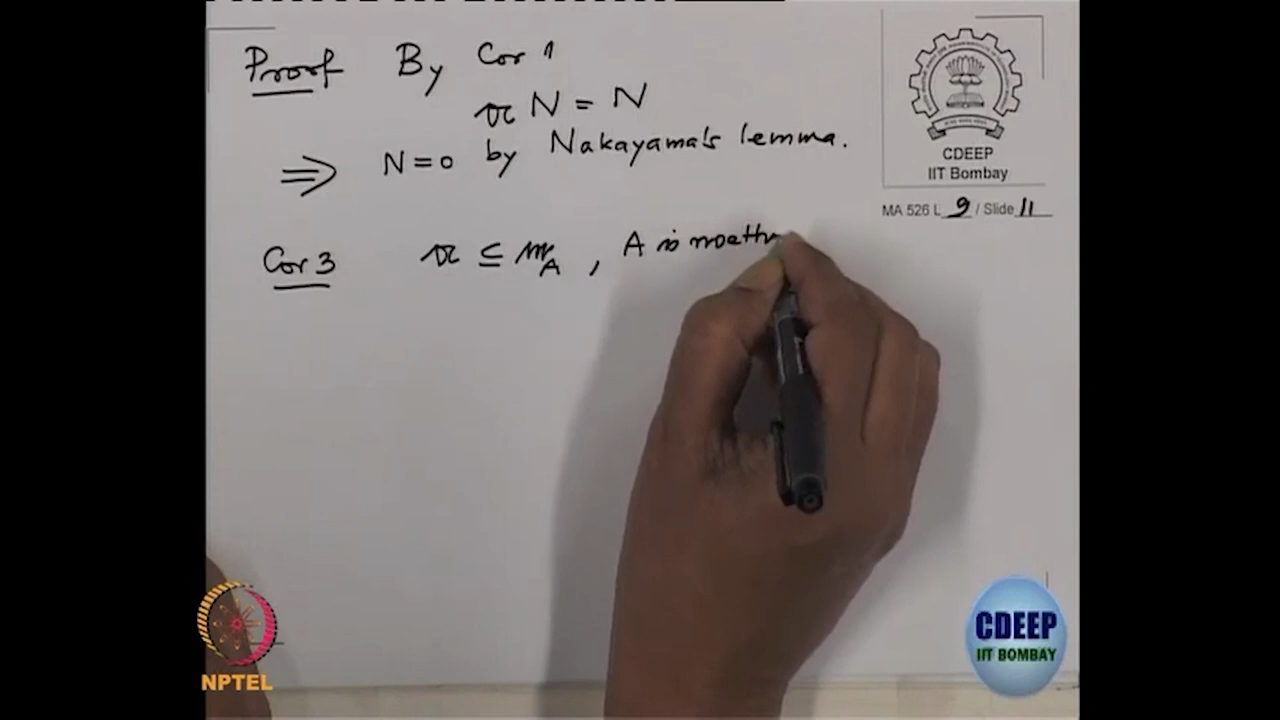 Proof By Cor 1
𝔞 N = N
⇒ N = 0 by Nakayama's lemma.
Cor 3 𝔞 ⊆ 𝔪_A , A is noeth
CDEEP
IIT Bombay
MA 526 L 9 / Slide 11
NPTEL
CDEEP
IIT BOMBAY